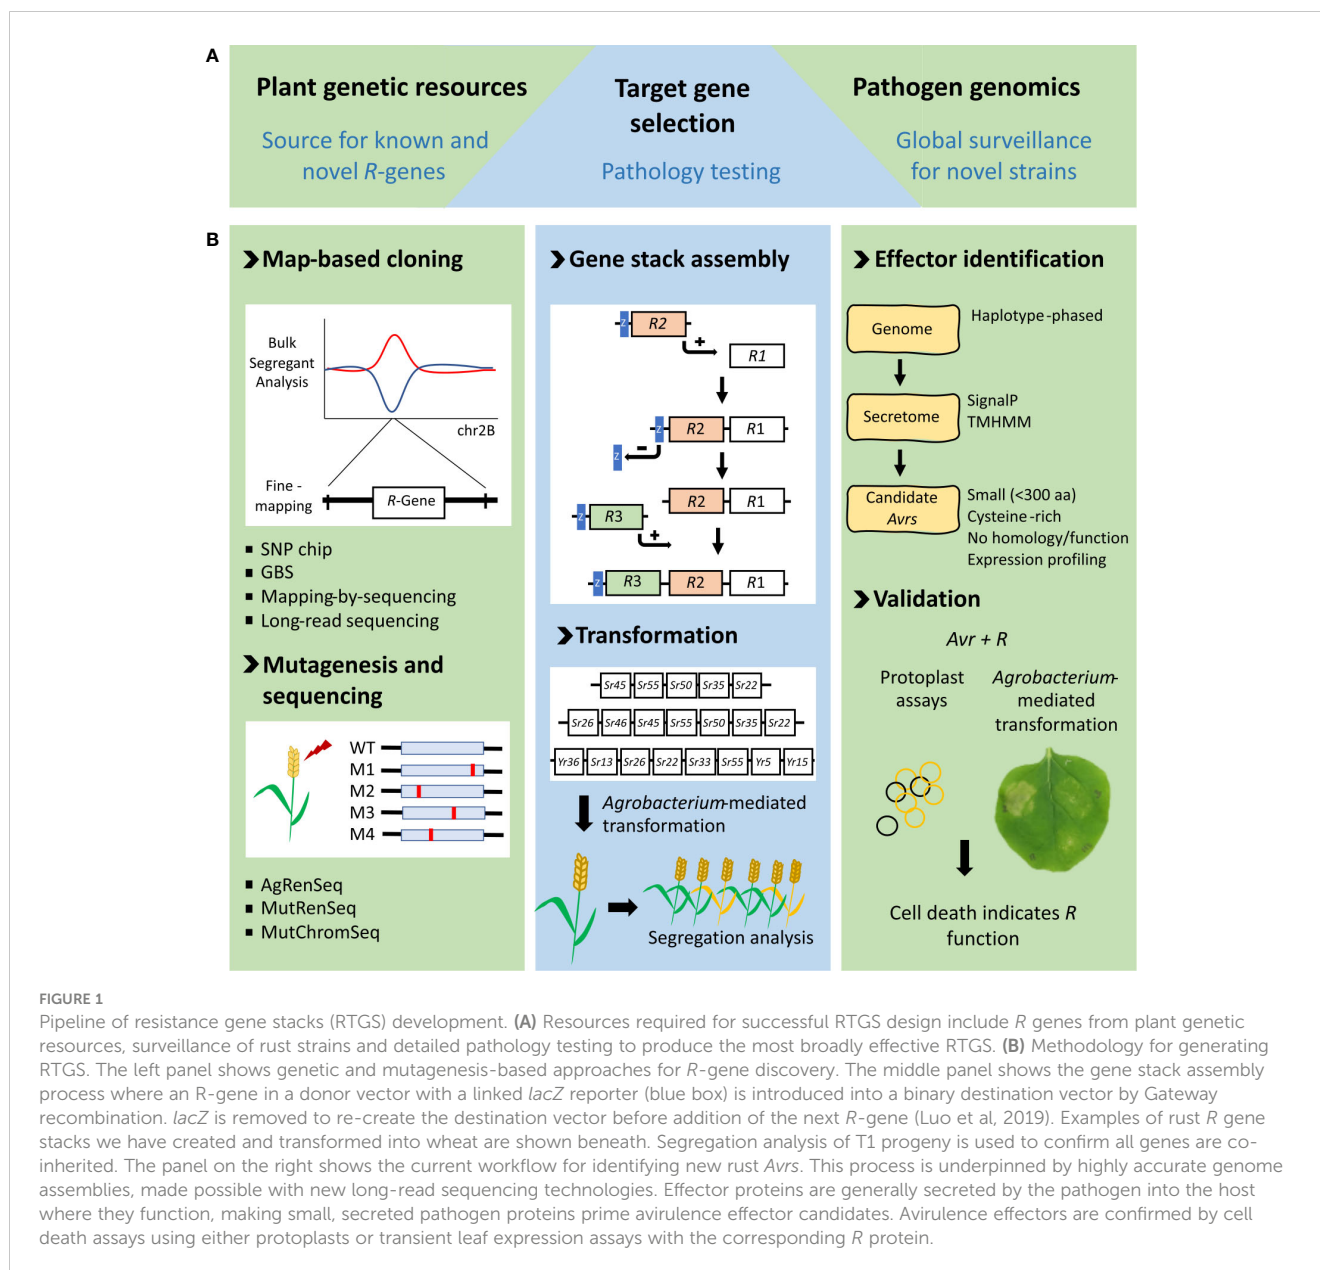 A
Plant genetic resources
Source for known and
novel R-genes
Target gene
selection
Pathology testing
Pathogen genomics
Global surveillance
for novel strains
B
Map-based cloning
Bulk
Segregant
Analysis
chr2B
Fine -
mapping
R-Gene
SNP chip
GBS
Mapping-by-sequencing
Long-read sequencing
Mutagenesis and
sequencing
WT
M1
M2
M3
M4
AgRenSeq
MutRenSeq
MutChromSeq
Gene stack assembly
Z R2
+
R1
Z R2 R1
Z –
R2 R1
Z R3
+
Z R3 R2 R1
Transformation
Sr45 Sr55 Sr50 Sr35 Sr22
Sr26 Sr46 Sr45 Sr55 Sr50 Sr35 Sr22
Yr36 Sr13 Sr26 Sr22 Sr33 Sr55 Yr5 Yr15
Agrobacterium-mediated
transformation
Segregation analysis
Effector identification
Genome
Haplotype-phased
Secretome
SignalP
TMHMM
Candidate
Avrs
Small (<300 aa)
Cysteine-rich
No homology/function
Expression profiling
Validation
Avr + R
Protoplast
assays
Agrobacterium-
mediated
transformation
Cell death indicates R
function
FIGURE 1
Pipeline of resistance gene stacks (RTGS) development. (A) Resources required for successful RTGS design include R genes from plant genetic
resources, surveillance of rust strains and detailed pathology testing to produce the most broadly effective RTGS. (B) Methodology for generating
RTGS. The left panel shows genetic and mutagenesis-based approaches for R-gene discovery. The middle panel shows the gene stack assembly
process where an R-gene in a donor vector with a linked lacZ reporter (blue box) is introduced into a binary destination vector by Gateway
recombination. lacZ is removed to re-create the destination vector before addition of the next R-gene (Luo et al, 2019). Examples of rust R gene
stacks we have created and transformed into wheat are shown beneath. Segregation analysis of T1 progeny is used to confirm all genes are co-
inherited. The panel on the right shows the current workflow for identifying new rust Avrs. This process is underpinned by highly accurate genome
assemblies, made possible with new long-read sequencing technologies. Effector proteins are generally secreted by the pathogen into the host
where they function, making small, secreted pathogen proteins prime avirulence effector candidates. Avirulence effectors are confirmed by cell
death assays using either protoplasts or transient leaf expression assays with the corresponding R protein.